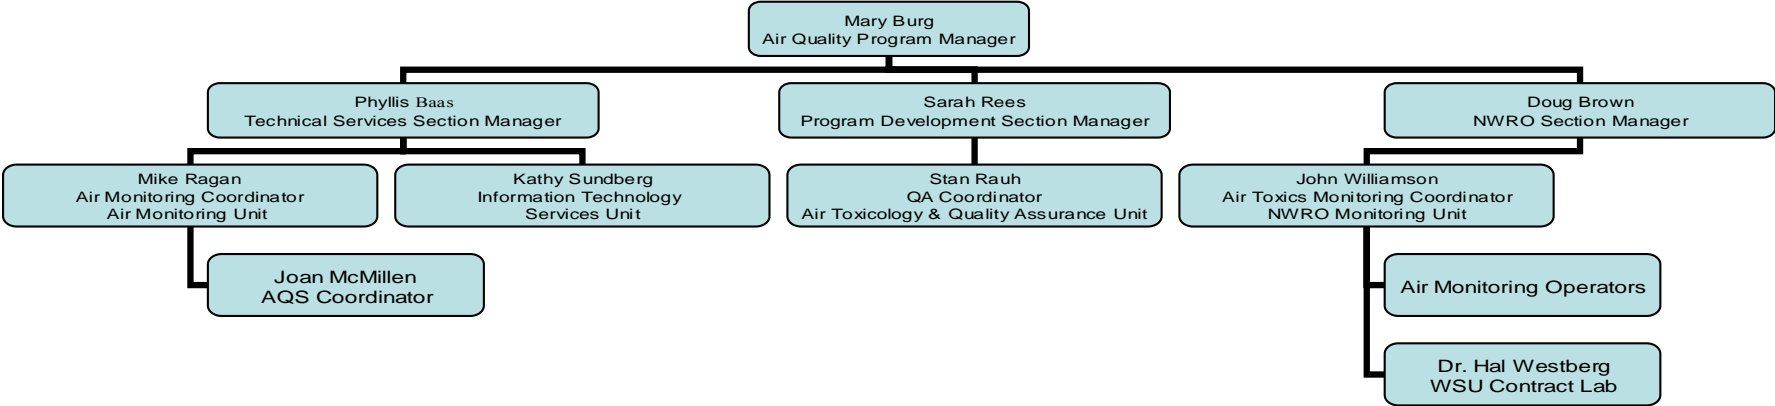 Mary Burg
Air Quality Program Manager
Phyllis Baas
Technical Services Section Manager
Sarah Rees
Program Development Section Manager
Doug Brown
NWRO Section Manager
Mike Ragan
Air Monitoring Coordinator
Air Monitoring Unit
Kathy Sundberg
Information Technology
Services Unit
Stan Rauh
QA Coordinator
Air Toxicology & Quality Assurance Unit
John Williamson
Air Toxics Monitoring Coordinator
NWRO Monitoring Unit
Joan McMillen
AQS Coordinator
Air Monitoring Operators
Dr. Hal Westberg
WSU Contract Lab